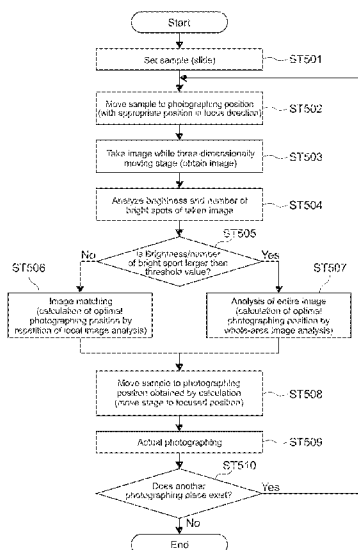 Start
Set sample (slide)
ST501
Move sample to photographing position
(with appropriate position in focus direction)
ST502
Take image while three-dimensionally
moving stage (obtain image)
ST503
Analyze brightness and number of
bright spots of taken image
ST504
ST505
Is Brightness/number
of bright sport larger than
threshold value?
No
Yes
ST506
ST507
Image matching
(calculation of optimal
photographing position by
repetition of local image analysis)
Analysis of entire image
(calculation of optimal
photographing position by
whole-area image analysis)
Move sample to photographing
position obtained by calculation
(move stage to focused position)
ST508
Actual photographing
ST509
ST510
Does another
photographing place exist?
Yes
No
End